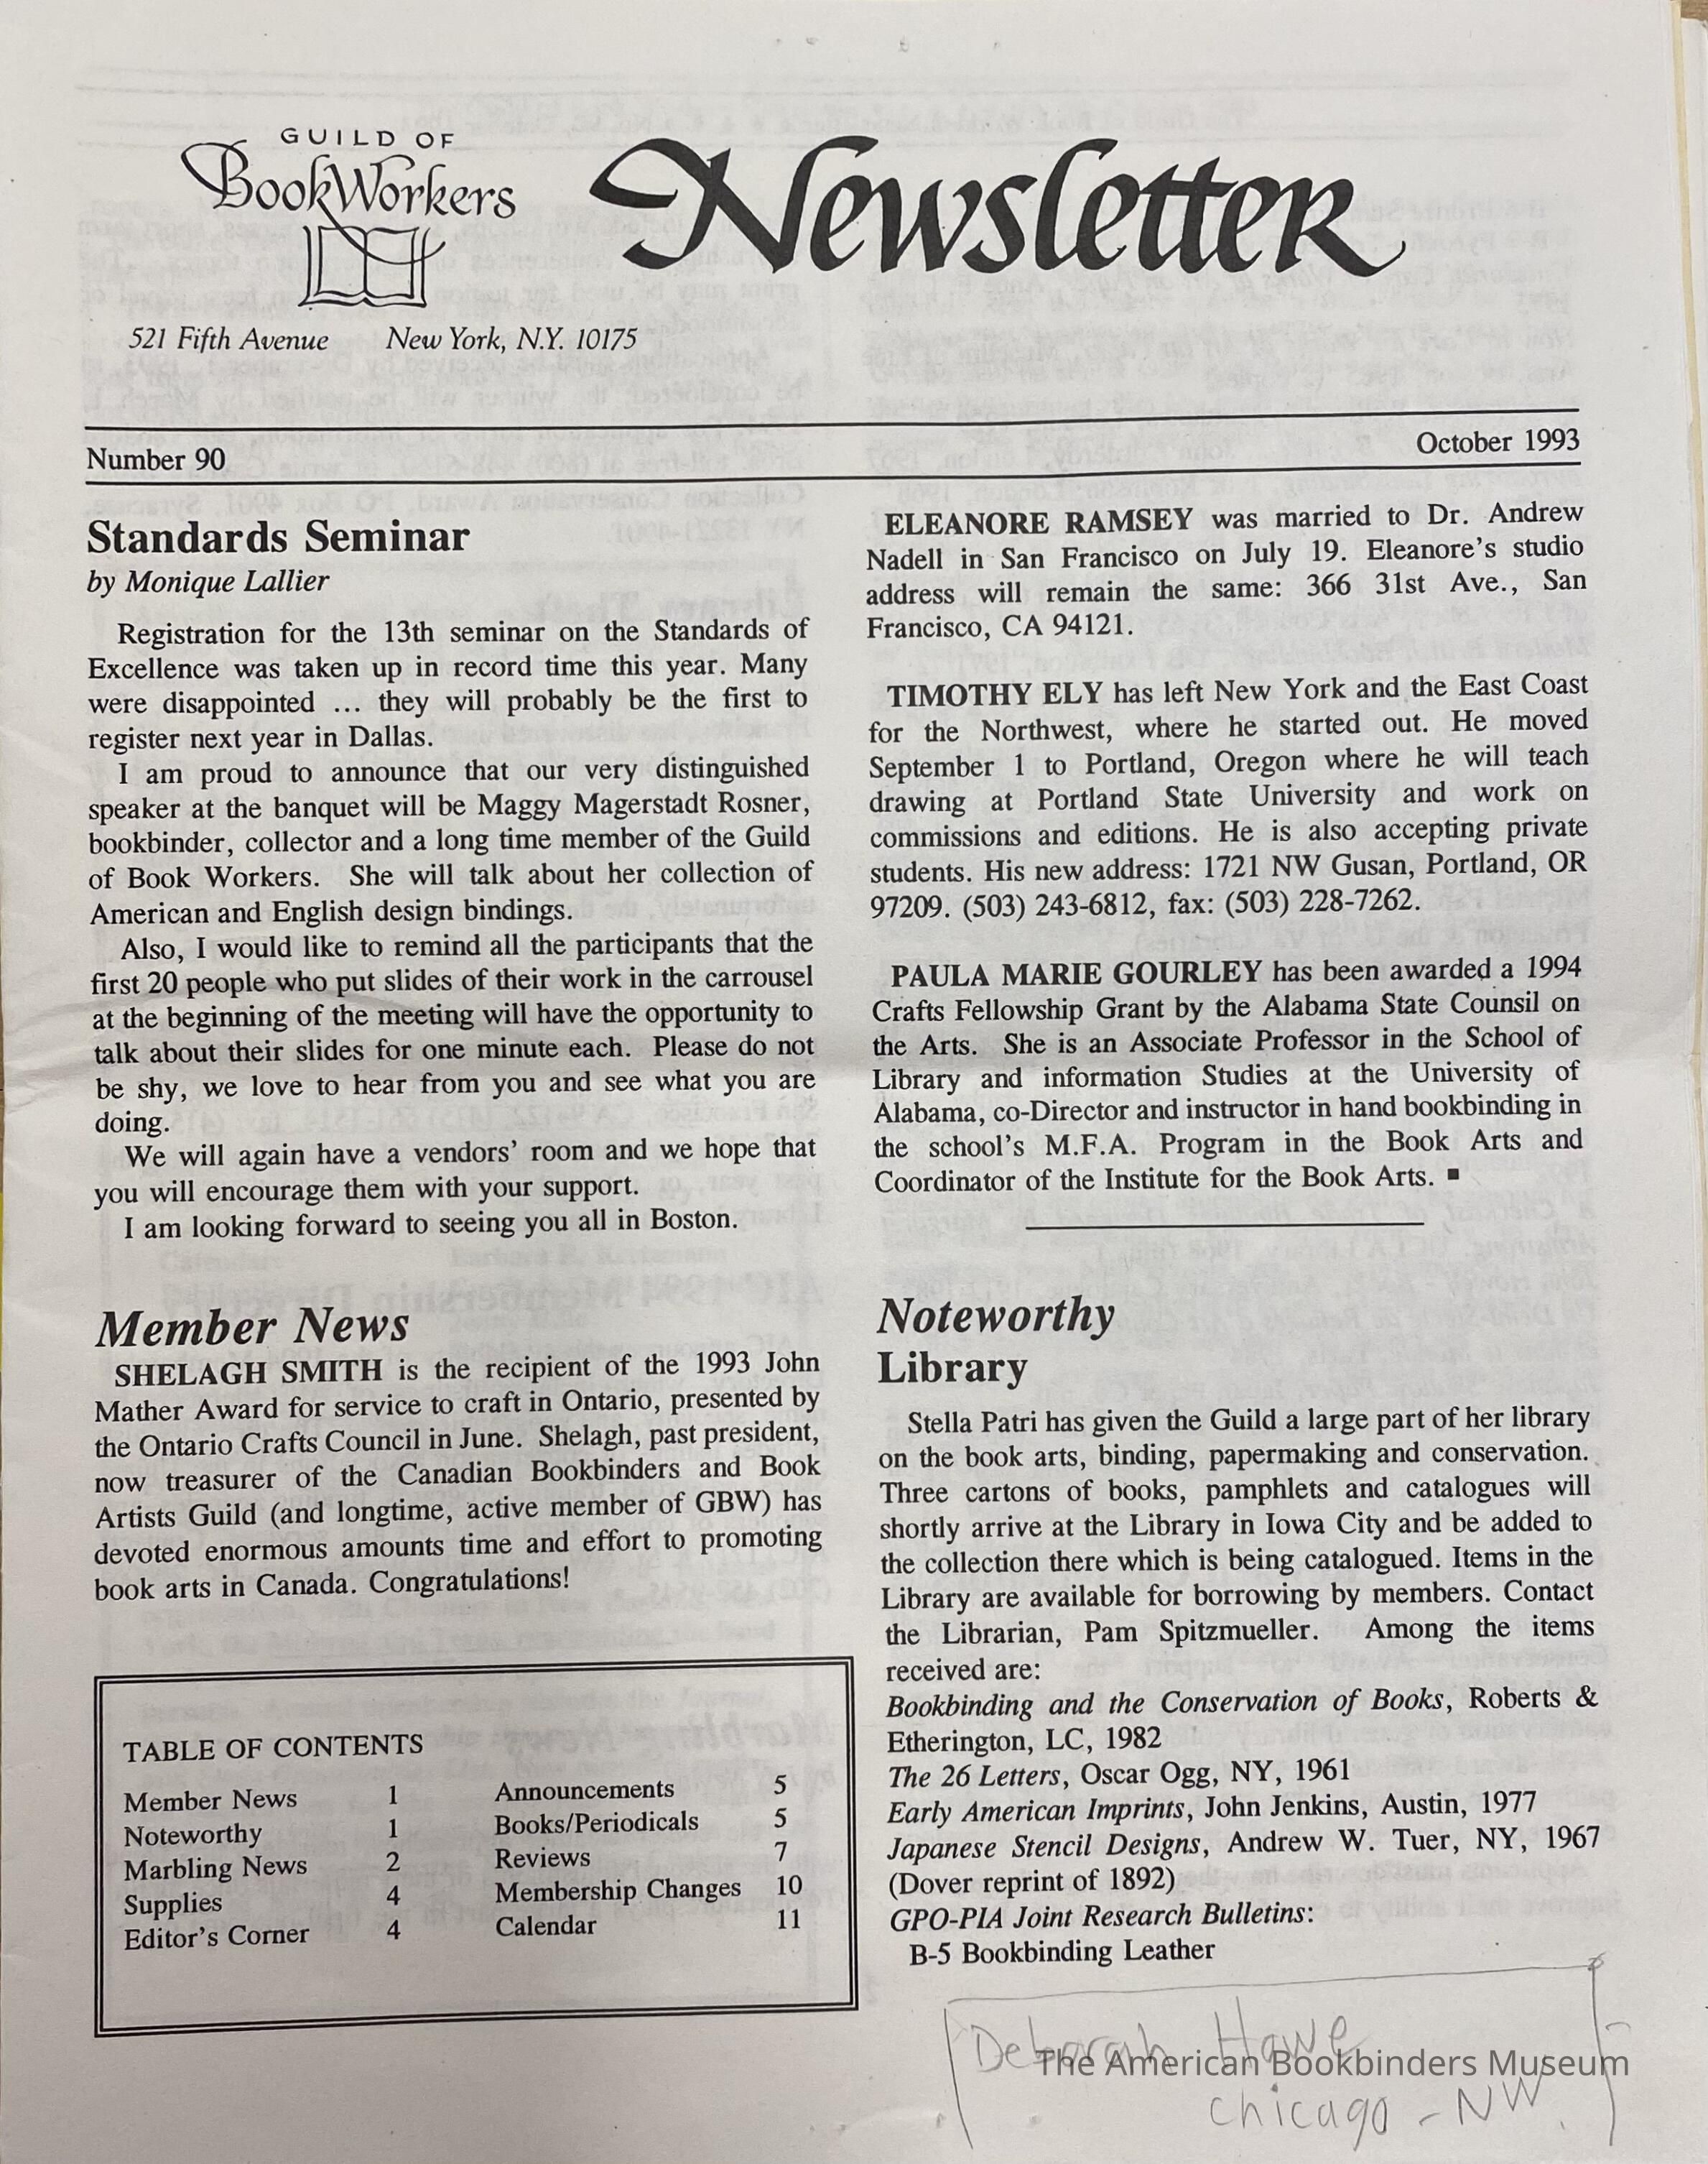 GUILD OF
BookWorkers
Newsletter
521 Fifth Avenue New York, N.Y. 10175
Number 90
October 1993
Standards Seminar
by Monique Lallier
Registration for the 13th seminar on the Standards of
Excellence was taken up in record time this year. Many
were disappointed ... they will probably be the first to
register next year in Dallas.
I am proud to announce that our very distinguished
speaker at the banquet will be Maggy Magerstadt Rosner,
bookbinder, collector and a long time member of the Guild
of Book Workers. She will talk about her collection of
American and English design bindings.
Also, I would like to remind all the participants that the
first 20 people who put slides of their work in the carrousel
at the beginning of the meeting will have the opportunity to
talk about their slides for one minute each. Please do not
be shy, we love to hear from you and see what you are
doing.
We will again have a vendors' room and we hope that
you will encourage them with your support.
I am looking forward to seeing you all in Boston.
Member News
SHELAGH SMITH is the recipient of the 1993 John
Mather Award for service to craft in Ontario, presented by
the Ontario Crafts Council in June. Shelagh, past president,
now treasurer of the Canadian Bookbinders and Book
Artists Guild (and longtime, active member of GBW) has
devoted enormous amounts time and effort to promoting
book arts in Canada. Congratulations!
TABLE OF CONTENTS
Member News 1
Noteworthy 1
Marbling News 2
Supplies 4
Editor's Corner 4
Announcements 5
Books/Periodicals 5
Reviews 7
Membership Changes 10
Calendar 11
ELEANORE RAMSEY was married to Dr. Andrew
Nadell in San Francisco on July 19. Eleanore's studio
address will remain the same: 366 31st Ave., San
Francisco, CA 94121.
TIMOTHY ELY has left New York and the East Coast
for the Northwest, where he started out. He moved
September 1 to Portland, Oregon where he will teach
drawing at Portland State University and work on
commissions and editions. He is also accepting private
students. His new address: 1721 NW Gusan, Portland, OR
97209. (503) 243-6812, fax: (503) 228-7262.
PAULA MARIE GOURLEY has been awarded a 1994
Crafts Fellowship Grant by the Alabama State Counsil on
the Arts. She is an Associate Professor in the School of
Library and information Studies at the University of
Alabama, co-Director and instructor in hand bookbinding in
the school's M.F.A. Program in the Book Arts and
Coordinator of the Institute for the Book Arts. ■
Noteworthy
Library
Stella Patri has given the Guild a large part of her library
on the book arts, binding, papermaking and conservation.
Three cartons of books, pamphlets and catalogues will
shortly arrive at the Library in Iowa City and be added to
the collection there which is being catalogued. Items in the
Library are available for borrowing by members. Contact
the Librarian, Pam Spitzmueller. Among the items
received are:
Bookbinding and the Conservation of Books, Roberts &
Etherington, LC, 1982
The 26 Letters, Oscar Ogg, NY, 1961
Early American Imprints, John Jenkins, Austin, 1977
Japanese Stencil Designs, Andrew W. Tuer, NY, 1967
(Dover reprint of 1892)
GPO-PIA Joint Research Bulletins:
B-5 Bookbinding Leather
Deborah Howe
The American Bookbinders Museum
chicago - NW